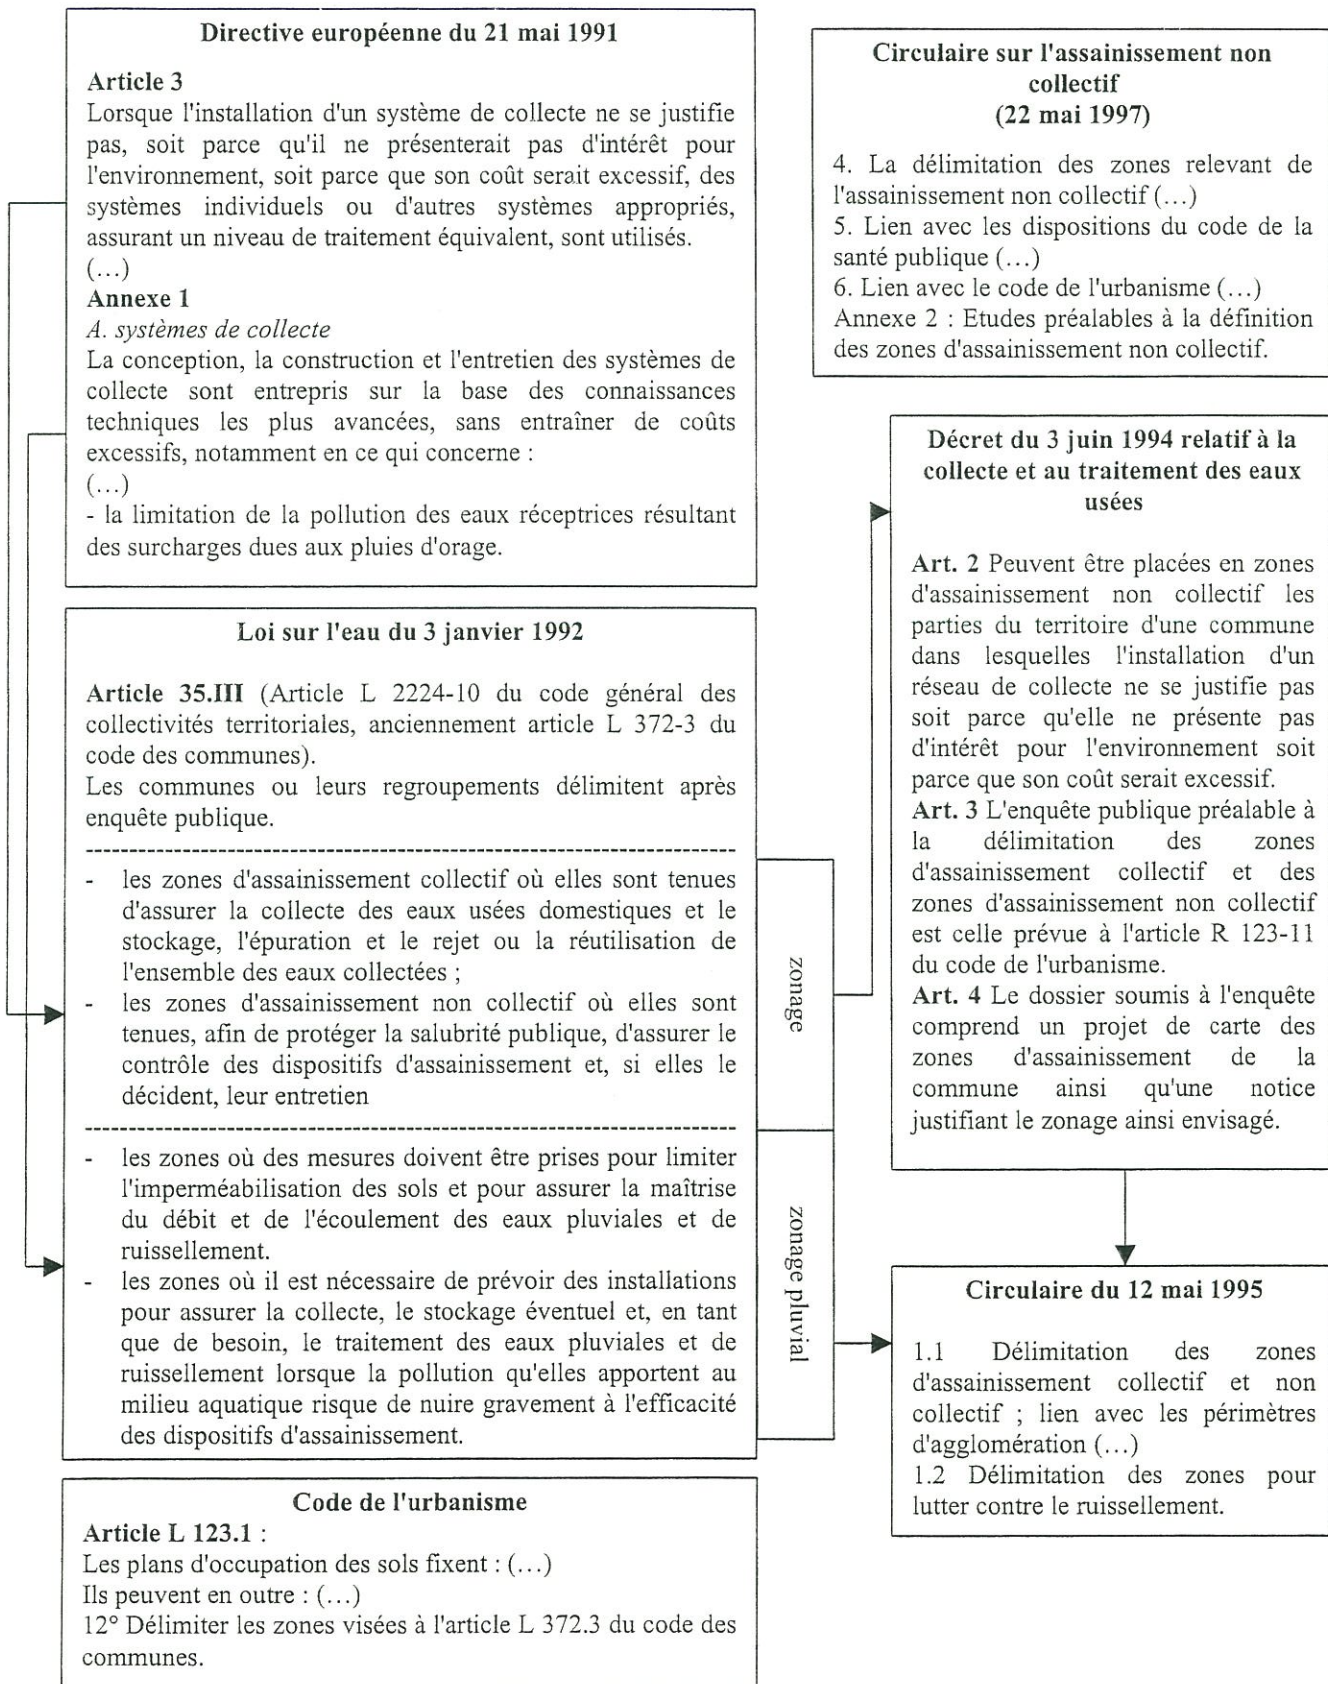 Directive européenne du 21 mai 1991
Article 3
Lorsque l'installation d'un système de collecte ne se justifie
pas, soit parce qu'il ne présenterait pas d'intérêt pour
l'environnement, soit parce que son coût serait excessif, des
systèmes individuels ou d'autres systèmes appropriés,
assurant un niveau de traitement équivalent, sont utilisés.
(…)
Annexe 1
A. systèmes de collecte
La conception, la construction et l'entretien des systèmes de
collecte sont entrepris sur la base des connaissances
techniques les plus avancées, sans entraîner de coûts
excessifs, notamment en ce qui concerne :
(…)
- la limitation de la pollution des eaux réceptrices résultant
des surcharges dues aux pluies d'orage.
Circulaire sur l'assainissement non
collectif
(22 mai 1997)
4. La délimitation des zones relevant de
l'assainissement non collectif (…)
5. Lien avec les dispositions du code de la
santé publique (…)
6. Lien avec le code de l'urbanisme (…)
Annexe 2 : Etudes préalables à la définition
des zones d'assainissement non collectif.
Loi sur l'eau du 3 janvier 1992
Article 35.III (Article L 2224-10 du code général des
collectivités territoriales, anciennement article L 372-3 du
code des communes).
Les communes ou leurs regroupements délimitent après
enquête publique.
- les zones d'assainissement collectif où elles sont tenues
d'assurer la collecte des eaux usées domestiques et le
stockage, l'épuration et le rejet ou la réutilisation de
l'ensemble des eaux collectées ;
- les zones d'assainissement non collectif où elles sont
tenues, afin de protéger la salubrité publique, d'assurer le
contrôle des dispositifs d'assainissement et, si elles le
décident, leur entretien
- les zones où des mesures doivent être prises pour limiter
l'imperméabilisation des sols et pour assurer la maîtrise
du débit et de l'écoulement des eaux pluviales et de
ruissellement.
- les zones où il est nécessaire de prévoir des installations
pour assurer la collecte, le stockage éventuel et, en tant
que de besoin, le traitement des eaux pluviales et de
ruissellement lorsque la pollution qu'elles apportent au
milieu aquatique risque de nuire gravement à l'efficacité
des dispositifs d'assainissement.
zonage
zonage pluvial
Décret du 3 juin 1994 relatif à la
collecte et au traitement des eaux
usées
Art. 2 Peuvent être placées en zones
d'assainissement non collectif les
parties du territoire d'une commune
dans lesquelles l'installation d'un
réseau de collecte ne se justifie pas
soit parce qu'elle ne présente pas
d'intérêt pour l'environnement soit
parce que son coût serait excessif.
Art. 3 L'enquête publique préalable à
la délimitation des zones
d'assainissement collectif et des
zones d'assainissement non collectif
est celle prévue à l'article R 123-11
du code de l'urbanisme.
Art. 4 Le dossier soumis à l'enquête
comprend un projet de carte des
zones d'assainissement de la
commune ainsi qu'une notice
justifiant le zonage ainsi envisagé.
Circulaire du 12 mai 1995
1.1 Délimitation des zones
d'assainissement collectif et non
collectif ; lien avec les périmètres
d'agglomération (…)
1.2 Délimitation des zones pour
lutter contre le ruissellement.
Code de l'urbanisme
Article L 123.1 :
Les plans d'occupation des sols fixent : (…)
Ils peuvent en outre : (…)
12° Délimiter les zones visées à l'article L 372.3 du code des
communes.